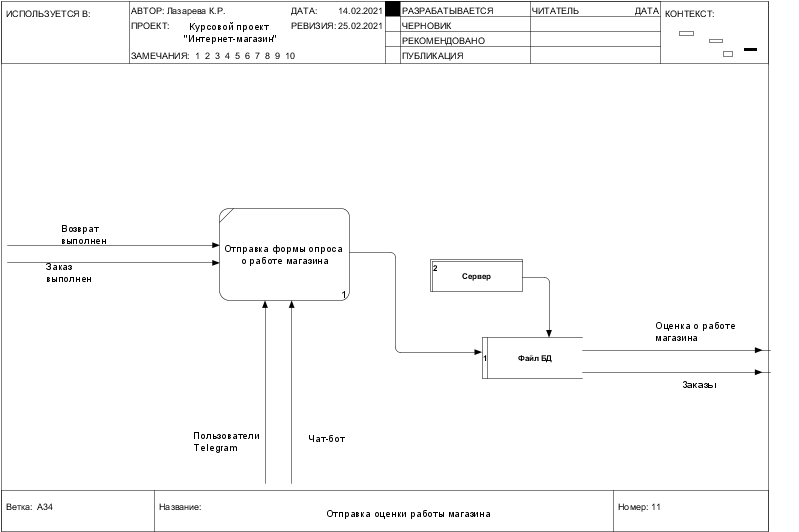 ИСПОЛЬЗУЕТСЯ В:
АВТОР: Лазарева К.Р.
ДАТА: 14.02.2021
РАЗРАБАТЫВАЕТСЯ
ЧИТАТЕЛЬ
ДАТА
КОНТЕКСТ:
ПРОЕКТ: Курсовой проект
"Интернет-магазин"
РЕВИЗИЯ: 25.02.2021
ЧЕРНОВИК
РЕКОМЕНДОВАНО
ЗАМЕЧАНИЯ: 1 2 3 4 5 6 7 8 9 10
ПУБЛИКАЦИЯ
Возврат
выполнен
Заказ
выполнен
Отправка формы опроса
о работе магазина
1
2
Сервер
1
Файл БД
Оценка о работе
магазина
Заказы
Пользователи
Telegram
Чат-бот
Ветка: A34
Название:
Отправка оценки работы магазина
Номер: 11